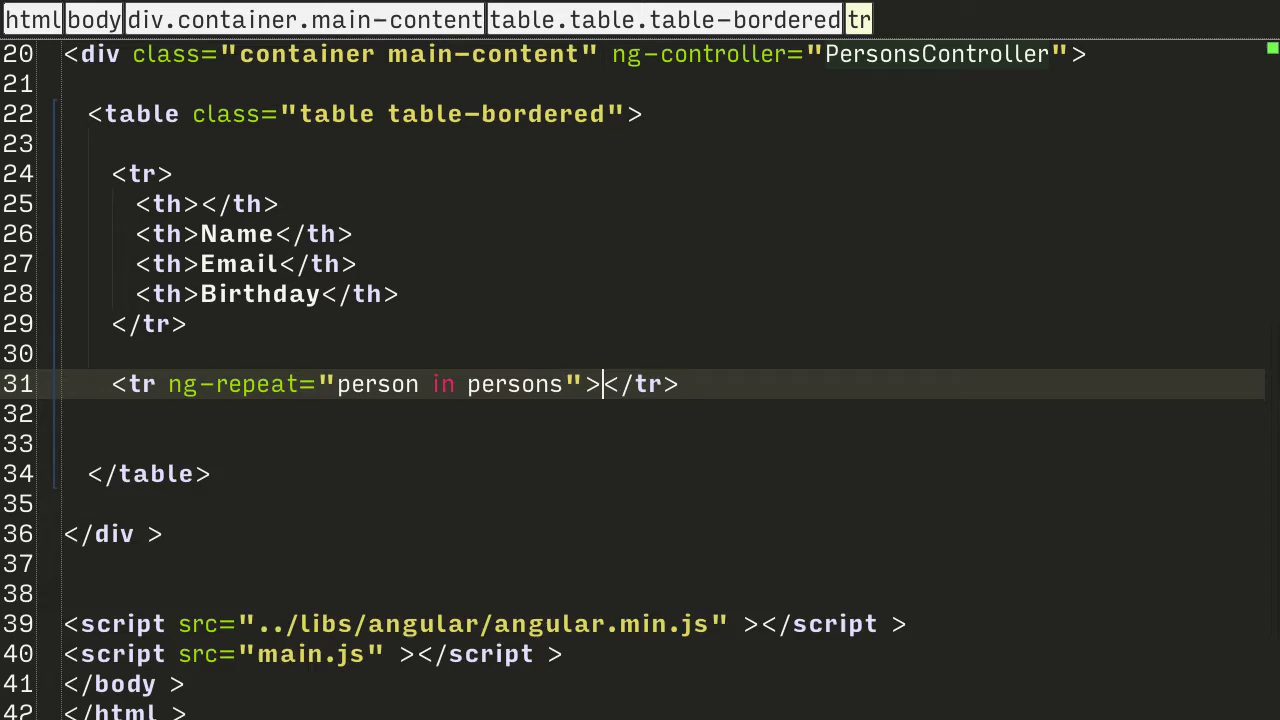 html body div.container.main-content table.table.table-bordered tr
20 <div class="container main-content" ng-controller="PersonsController">
21
22 <table class="table table-bordered">
23
24 <tr>
25 <th></th>
26 <th>Name</th>
27 <th>Email</th>
28 <th>Birthday</th>
29 </tr>
30
31 <tr ng-repeat="person in persons"></tr>
32
33
34 </table>
35
36 </div >
37
38
39 <script src="../libs/angular/angular.min.js" ></script >
40 <script src="main.js" ></script >
41 </body >
42 </html >